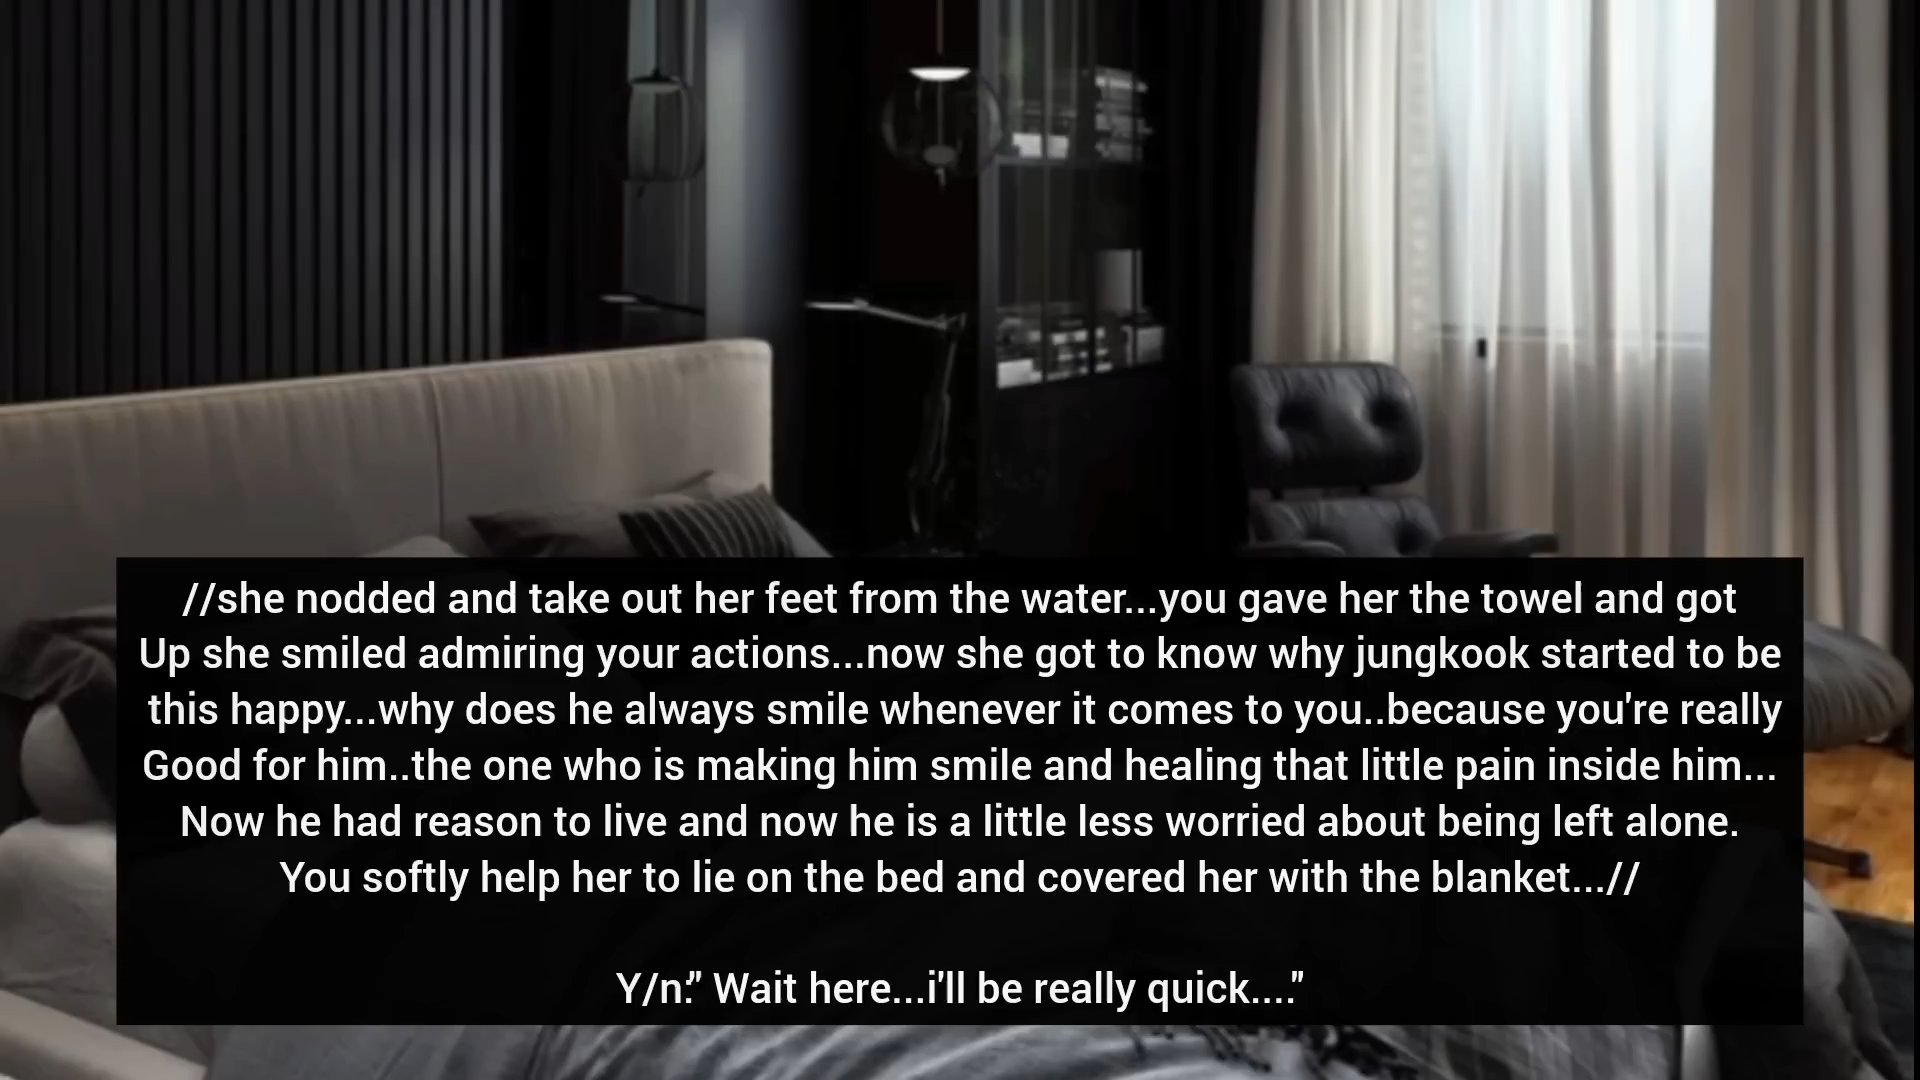 //she nodded and take out her feet from the water...you gave her the towel and got
Up she smiled admiring your actions...now she got to know why jungkook started to be
this happy...why does he always smile whenever it comes to you..because you're really
Good for him..the one who is making him smile and healing that little pain inside him...
Now he had reason to live and now he is a little less worried about being left alone.
You softly help her to lie on the bed and covered her with the blanket...//
Y/n:" Wait here...i'll be really quick...."